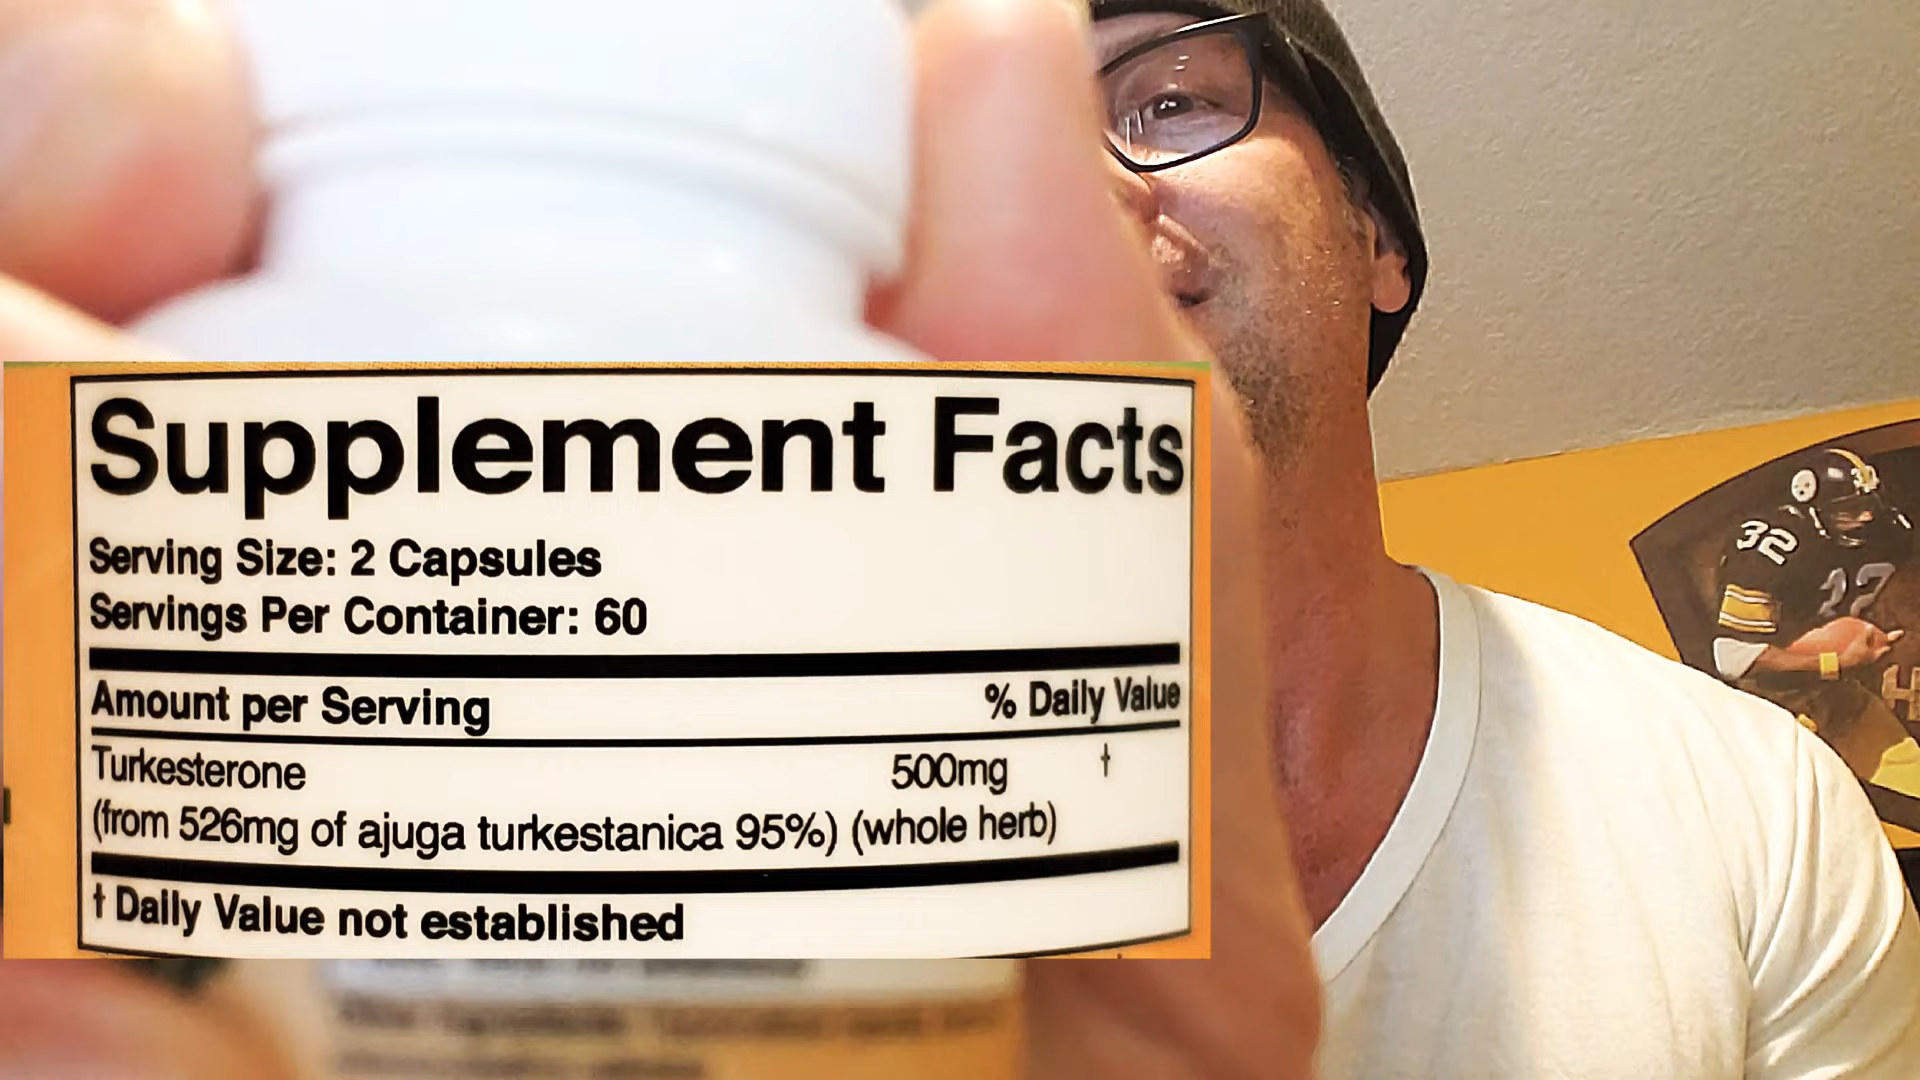 Supplement Facts
Serving Size: 2 Capsules
Servings Per Container: 60
Amount per Serving % Daily Value
Turkesterone 500mg †
(from 526mg of ajuga turkestanica 95%) (whole herb)
† Daily Value not established
32
32